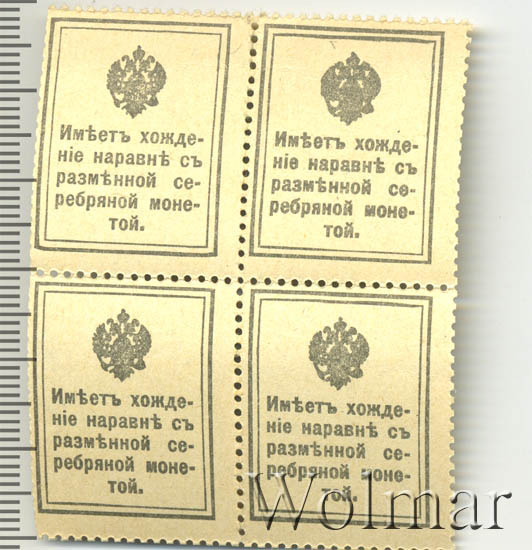 Имѣетъ хожде-
ніе наравнѣ съ
размѣнной се-
ребряной моне-
той.
Имѣетъ хожде-
ніе наравнѣ съ
размѣнной се-
ребряной моне-
той.
Имѣетъ хожде-
ніе наравнѣ съ
размѣнной се-
ребряной моне-
той.
Имѣетъ хожде-
ніе наравнѣ съ
размѣнной се-
ребряной моне-
той.
Wolmar